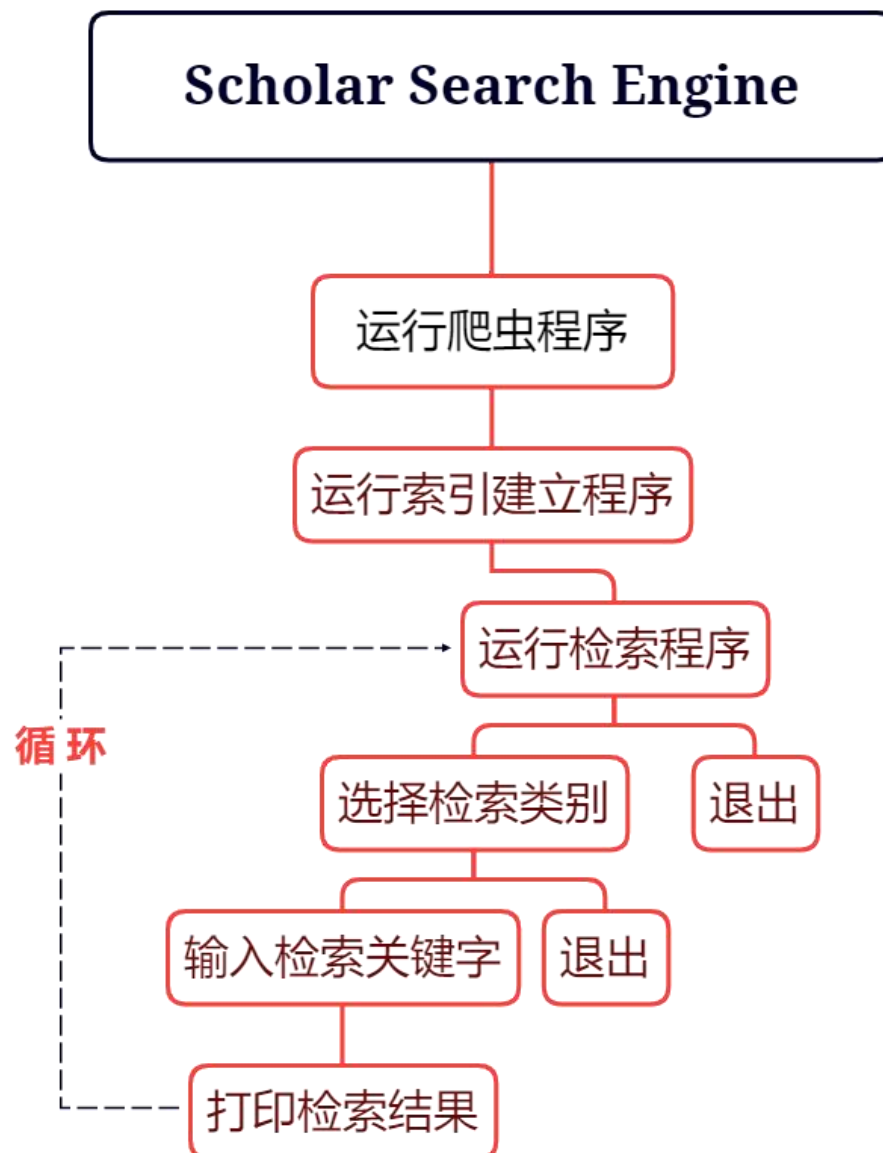 Scholar Search Engine
运行爬虫程序
运行索引建立程序
运行检索程序
循 环
选择检索类别
退出
输入检索关键字
退出
打印检索结果